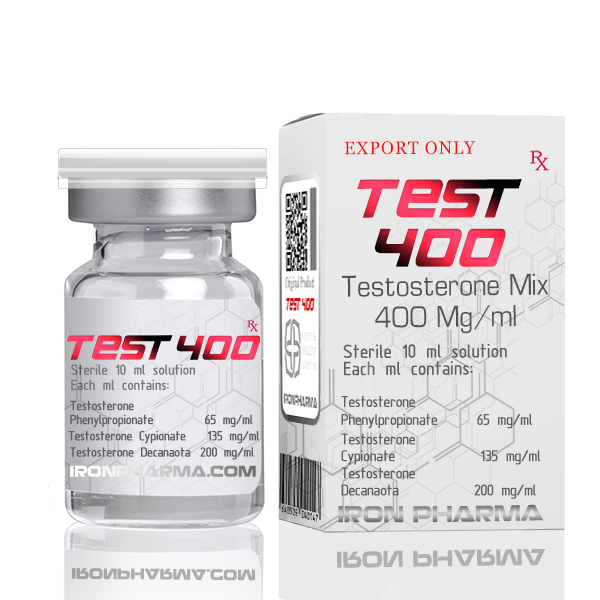 TEST 400
Rx
Sterile 10 ml solution
Each ml contains:
Testosterone
Phenylpropionate 65 mg/ml
Testosterone Cypionate 135 mg/ml
Testosterone Decanaota 200 mg/ml
IRONPHARMA.COM
EXPORT ONLY
Rx
TEST
400
Testosterone Mix
400 Mg/ml
Sterile 10 ml solution
Each ml contains:
Testosterone
Phenylpropionate 65 mg/ml
Testosterone
Cypionate 135 mg/ml
Testosterone
Decanaota 200 mg/ml
IRON PHARMA
Original Product
TEST 400
IRONPHARMA